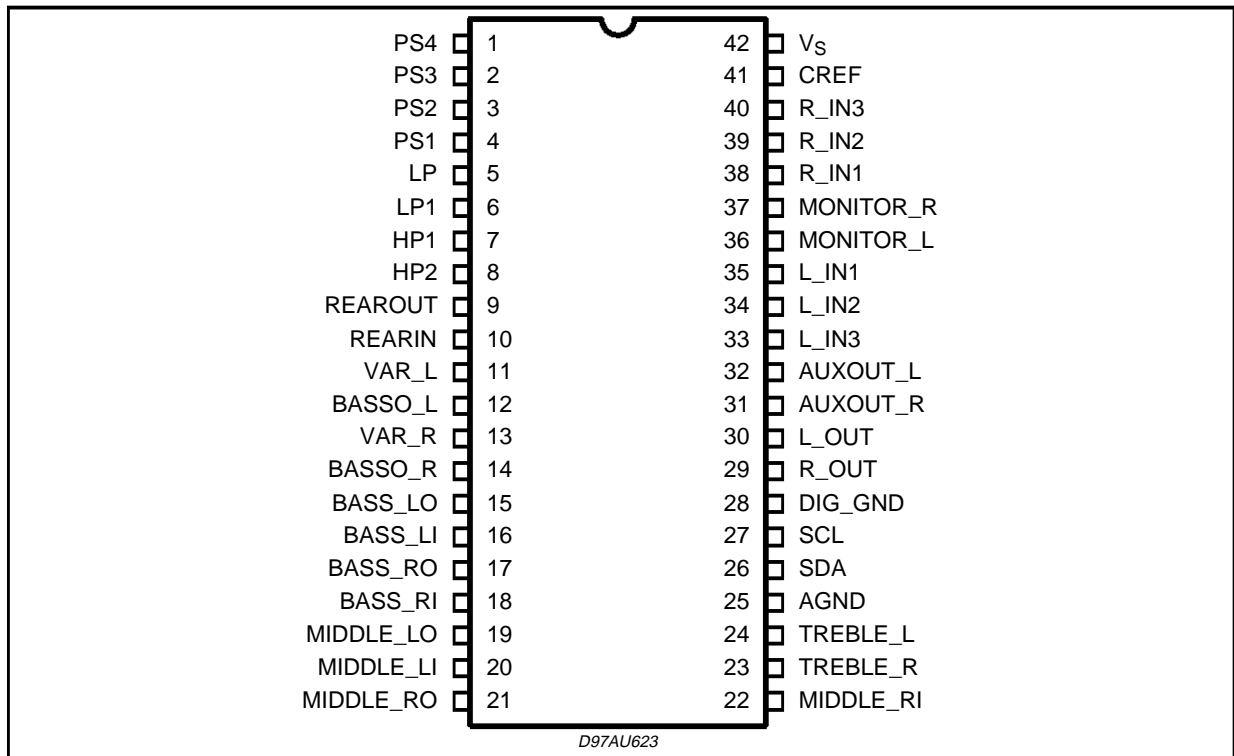 PS4 1 42 VS
PS3 2 41 CREF
PS2 3 40 R_IN3
PS1 4 39 R_IN2
LP 5 38 R_IN1
LP1 6 37 MONITOR_R
HP1 7 36 MONITOR_L
HP2 8 35 L_IN1
REAROUT 9 34 L_IN2
REARIN 10 33 L_IN3
VAR_L 11 32 AUXOUT_L
BASSO_L 12 31 AUXOUT_R
VAR_R 13 30 L_OUT
BASSO_R 14 29 R_OUT
BASS_LO 15 28 DIG_GND
BASS_LI 16 27 SCL
BASS_RO 17 26 SDA
BASS_RI 18 25 AGND
MIDDLE_LO 19 24 TREBLE_L
MIDDLE_LI 20 23 TREBLE_R
MIDDLE_RO 21 22 MIDDLE_RI
D97AU623